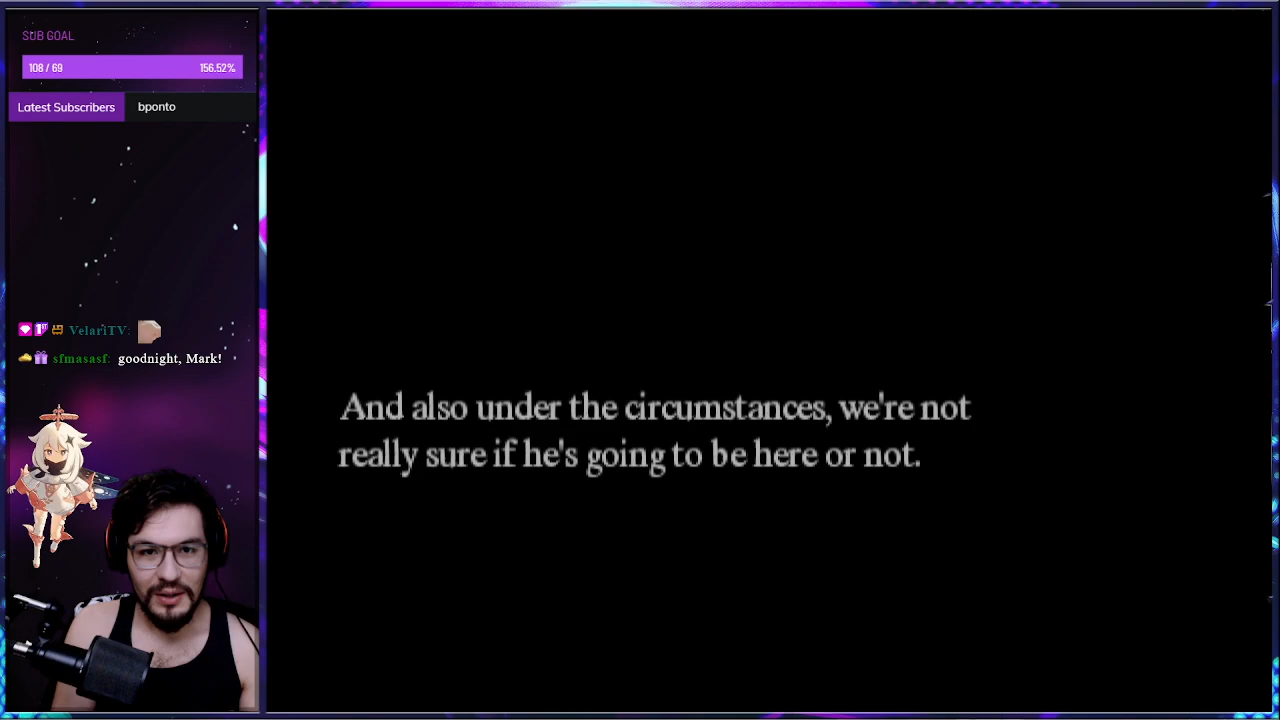 SUB GOAL
108 / 69 156.52%
Latest Subscribers bponto
VelariTV:
sfmasasf: goodnight, Mark!
And also under the circumstances, we're not
really sure if he's going to be here or not.